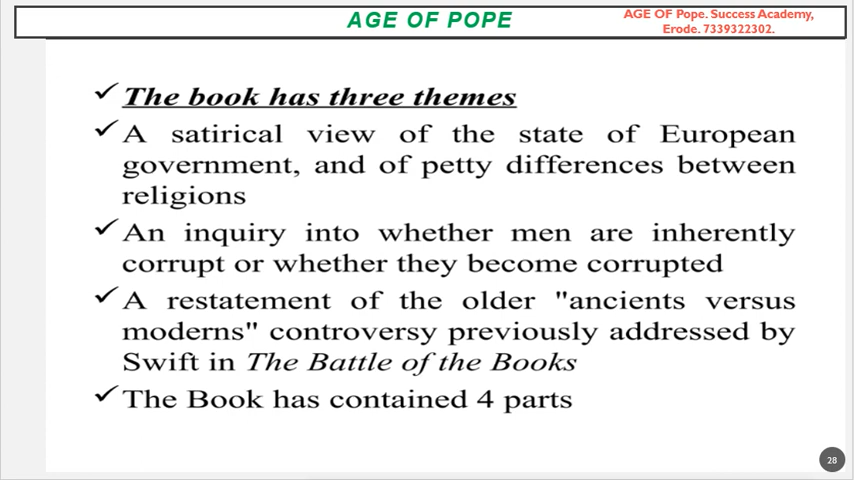 AGE OF POPE
AGE OF Pope. Success Academy,
Erode. 7339322302.
The book has three themes
A satirical view of the state of European
government, and of petty differences between
religions
An inquiry into whether men are inherently
corrupt or whether they become corrupted
A restatement of the older "ancients versus
moderns" controversy previously addressed by
Swift in The Battle of the Books
The Book has contained 4 parts
28